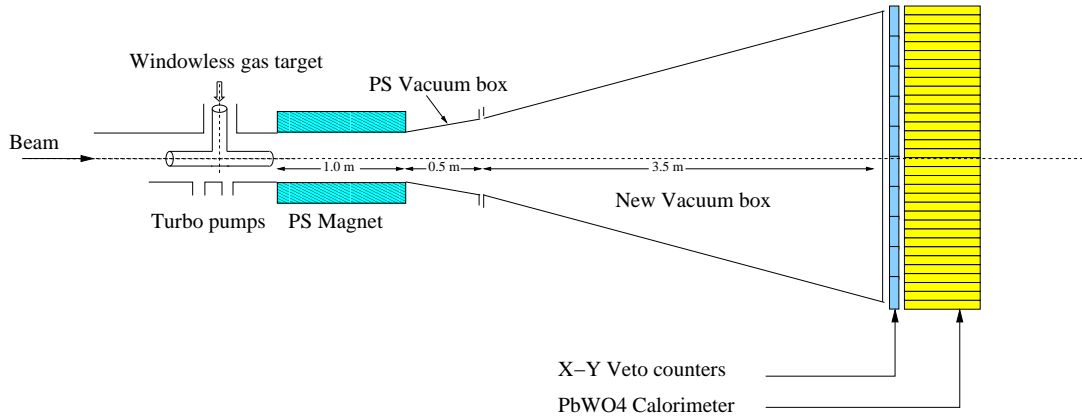 Windowless gas target
PS Vacuum box
Beam
1.0 m
0.5 m
3.5 m
New Vacuum box
Turbo pumps
PS Magnet
X–Y Veto counters
PbWO4 Calorimeter